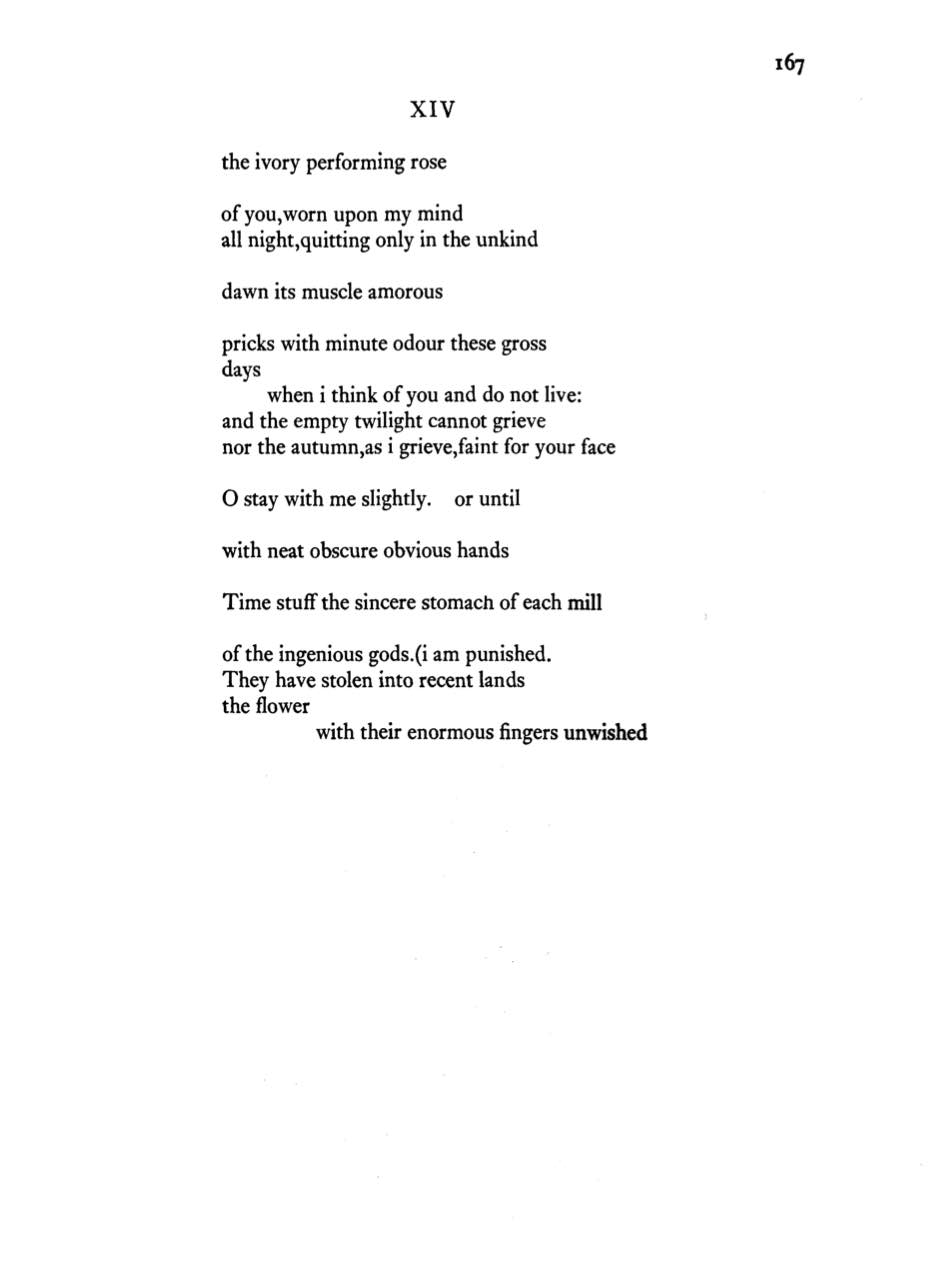 167
XIV
the ivory performing rose
of you,worn upon my mind
all night,quitting only in the unkind
dawn its muscle amorous
pricks with minute odour these gross
days
when i think of you and do not live:
and the empty twilight cannot grieve
nor the autumn,as i grieve,faint for your face
O stay with me slightly. or until
with neat obscure obvious hands
Time stuff the sincere stomach of each mill
of the ingenious gods.(i am punished.
They have stolen into recent lands
the flower
with their enormous fingers unwished